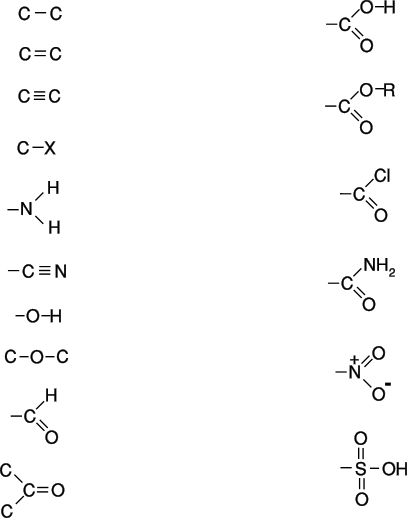 C–C
C=C
C≡C
C–X
–N
H
H
–C≡N
–O–H
C–O–C
–C
H
O
C
C
C=O
–C
O–H
O
–C
O–R
O
–C
Cl
O
–C
NH₂
O
–N⁺
O
O⁻
O
–S–OH
O